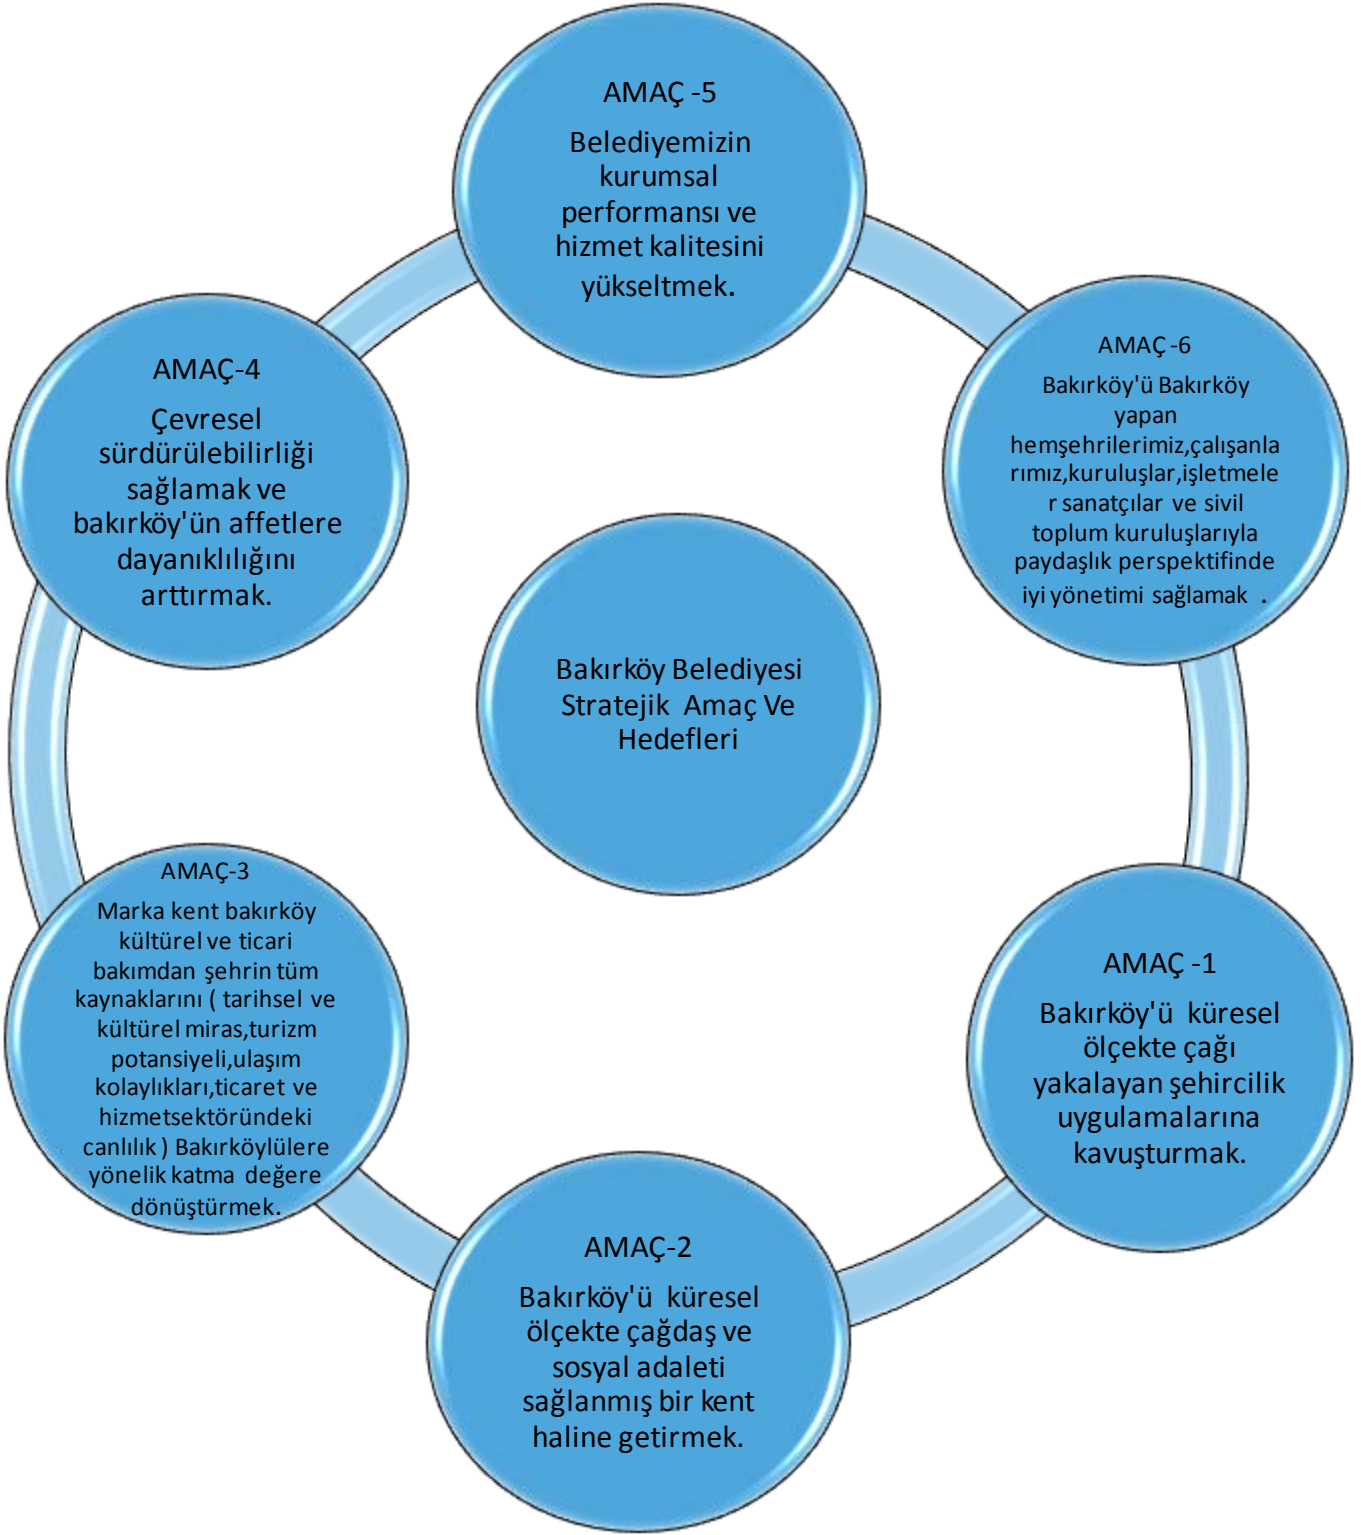 AMAÇ -5
Belediyemizin
kurumsal
performansı ve
hizmet kalitesini
yükseltmek.
AMAÇ -6
Bakırköy'ü Bakırköy
yapan
hemşehrilerimiz,çalışanla
rımız,kuruluşlar,işletmele
r sanatçılar ve sivil
toplum kuruluşlarıyla
paydaşlık perspektifinde
iyi yönetimi sağlamak .
AMAÇ-4
Çevresel
sürdürülebilirliği
sağlamak ve
bakırköy'ün affetlere
dayanıklılığını
arttırmak.
Bakırköy Belediyesi
Stratejik Amaç Ve
Hedefleri
AMAÇ-3
Marka kent bakırköy
kültürel ve ticari
bakımdan şehrin tüm
kaynaklarını ( tarihsel ve
kültürel miras,turizm
potansiyeli,ulaşım
kolaylıkları,ticaret ve
hizmetsektöründeki
canlılık ) Bakırköylülere
yönelik katma değere
dönüştürmek.
AMAÇ -1
Bakırköy'ü küresel
ölçekte çağı
yakalayan şehircilik
uygulamalarına
kavuşturmak.
AMAÇ-2
Bakırköy'ü küresel
ölçekte çağdaş ve
sosyal adaleti
sağlanmış bir kent
haline getirmek.